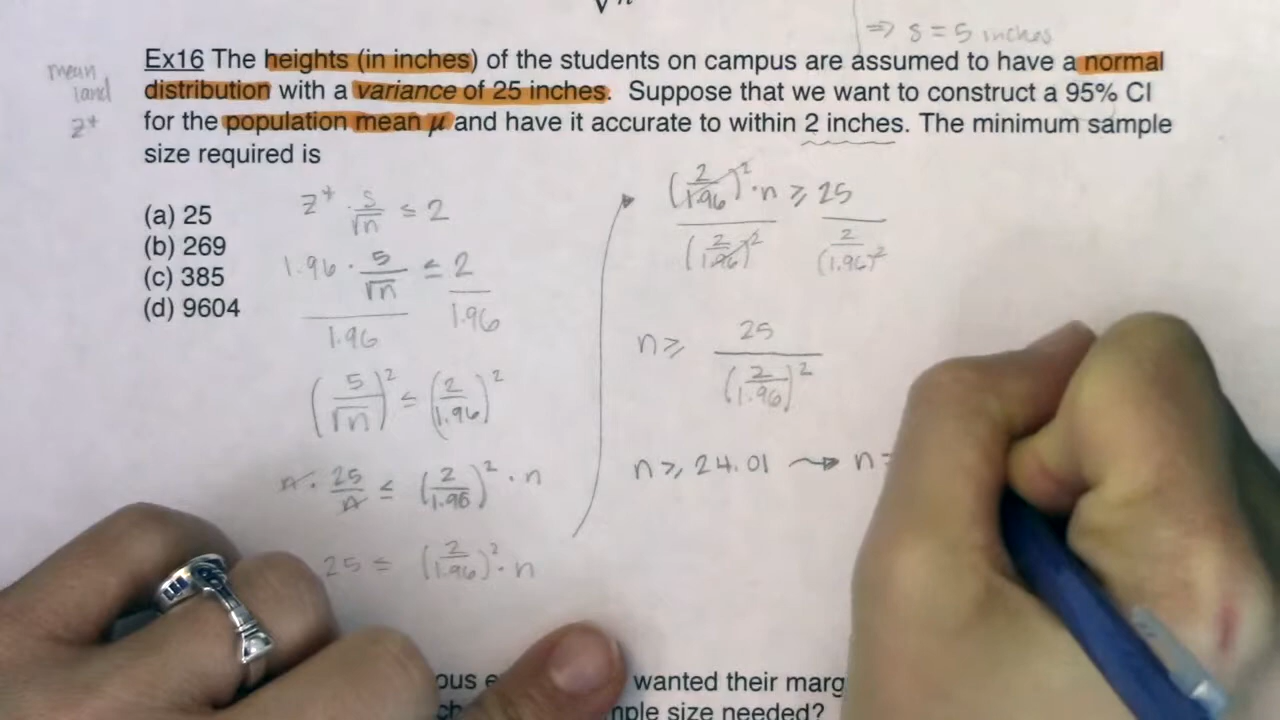 √n
⇒ s = 5 inches
Ex16 The heights (in inches) of the students on campus are assumed to have a normal
distribution with a variance of 25 inches. Suppose that we want to construct a 95% CI
for the population mean μ and have it accurate to within 2 inches. The minimum sample
size required is
mean
land
z*
(a) 25
(b) 269
(c) 385
(d) 9604
z* · s/√n ≤ 2
1.96 · 5/√n ≤ 2
1.96 1.96
(5/√n)² ≤ (2/1.96)²
n · 25/n ≤ (2/1.96)² · n
25 ≤ (2/1.96)² · n
(2/1.96)² · n ≥ 25
(2/1.96)² (2/1.96)²
n ≥ 25/(2/1.96)²
n ≥ 24.01 → n =
wanted their marg
sample size needed?